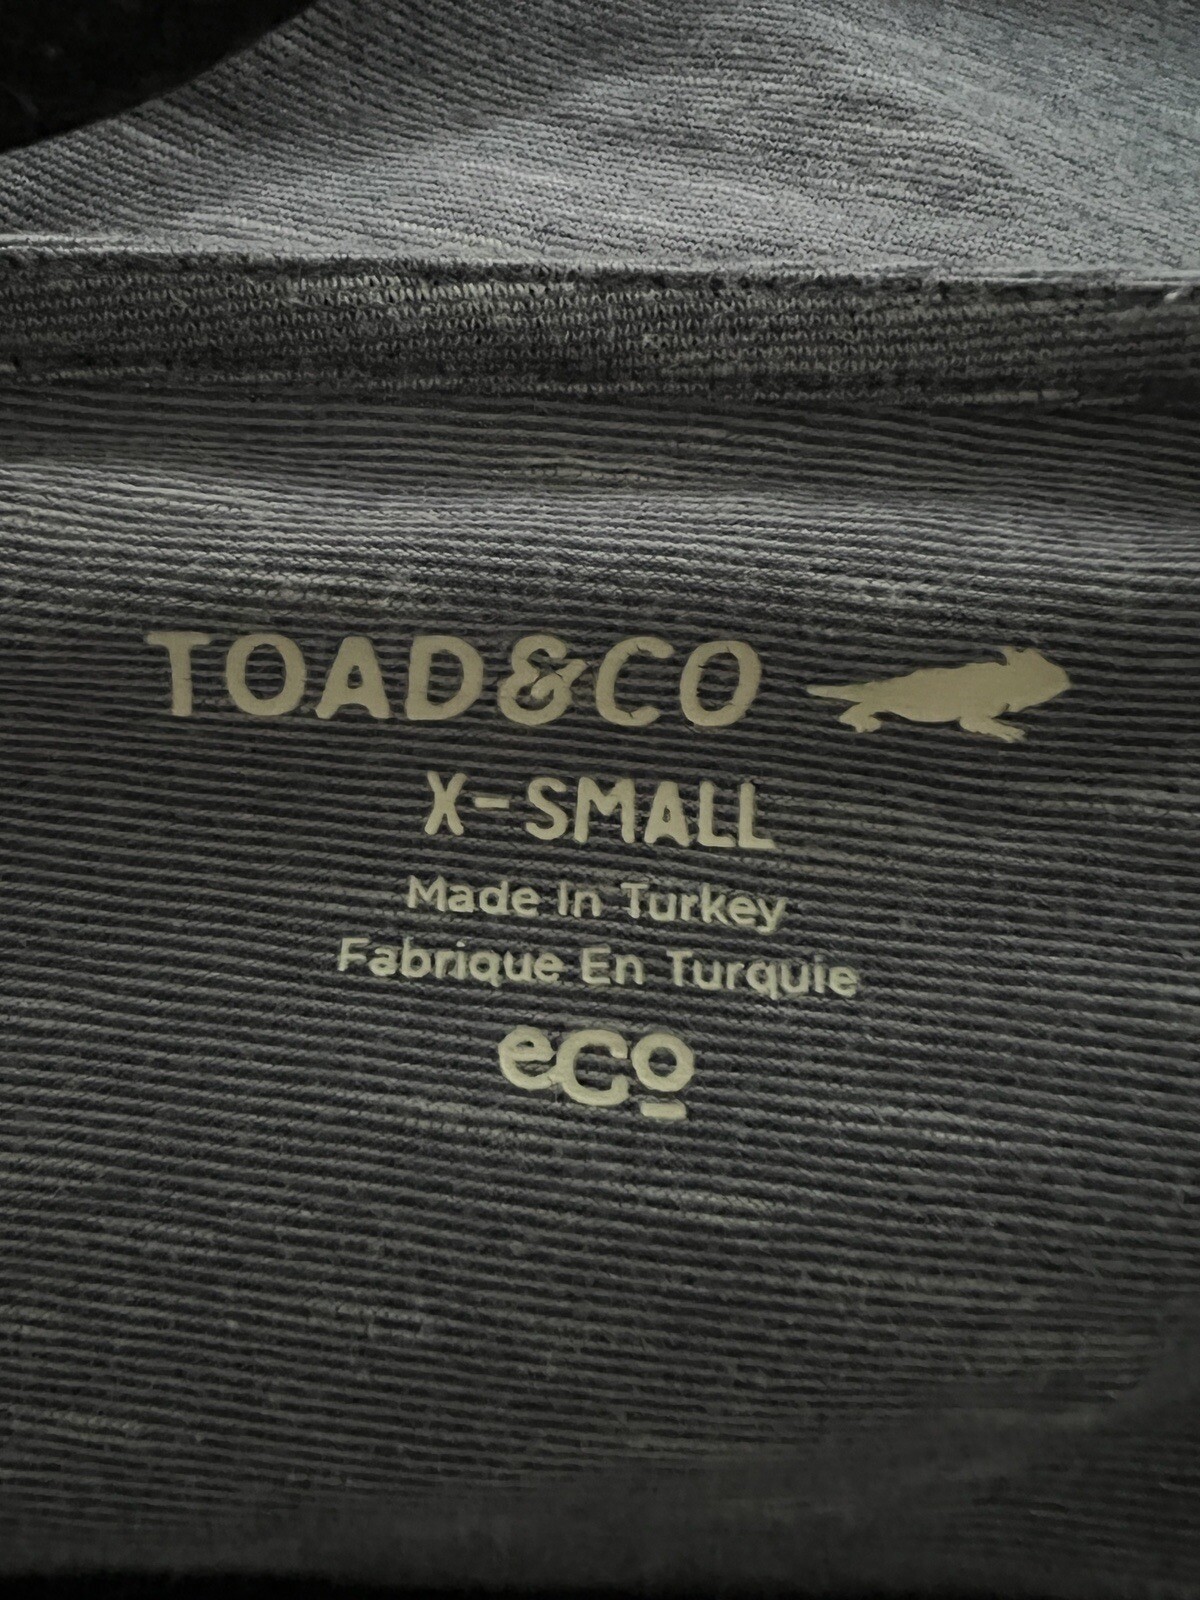 TOAD&CO
X-SMALL
Made In Turkey
Fabrique En Turquie
eco